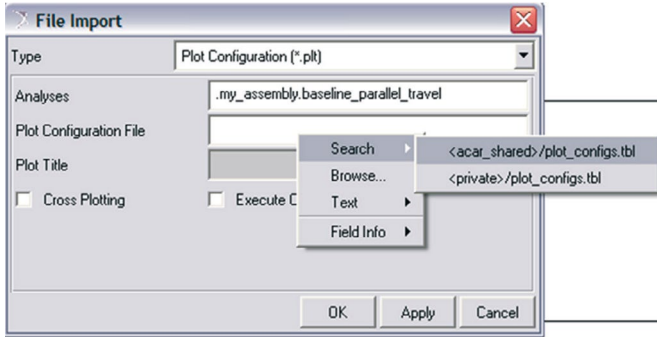 File Import
Type
Plot Configuration (*.plt)
Analyses
.my_assembly.baseline_parallel_travel
Plot Configuration File
Search
<acar_shared>/plot_configs.tbl
Browse...
<private>/plot_configs.tbl
Plot Title
Text
Cross Plotting
Execute C
Field Info
OK
Apply
Cancel